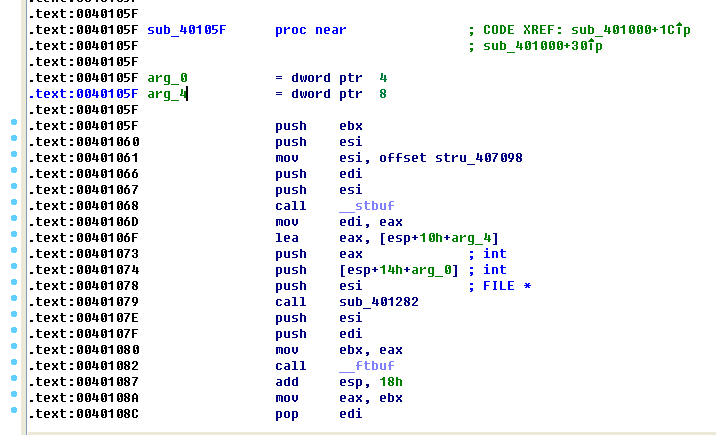 .text:0040105F
.text:0040105F sub_40105F      proc near               ; CODE XREF: sub_401000+1C↑p
.text:0040105F                                         ; sub_401000+30↑p
.text:0040105F
.text:0040105F arg_0           = dword ptr  4
.text:0040105F arg_4           = dword ptr  8
.text:0040105F
.text:0040105F                 push    ebx
.text:00401060                 push    esi
.text:00401061                 mov     esi, offset stru_407098
.text:00401066                 push    edi
.text:00401067                 push    esi
.text:00401068                 call    __stbuf
.text:0040106D                 mov     edi, eax
.text:0040106F                 lea     eax, [esp+10h+arg_4]
.text:00401073                 push    eax             ; int
.text:00401074                 push    [esp+14h+arg_0] ; int
.text:00401078                 push    esi             ; FILE *
.text:00401079                 call    sub_401282
.text:0040107E                 push    esi
.text:0040107F                 push    edi
.text:00401080                 mov     ebx, eax
.text:00401082                 call    __ftbuf
.text:00401087                 add     esp, 18h
.text:0040108A                 mov     eax, ebx
.text:0040108C                 pop     edi